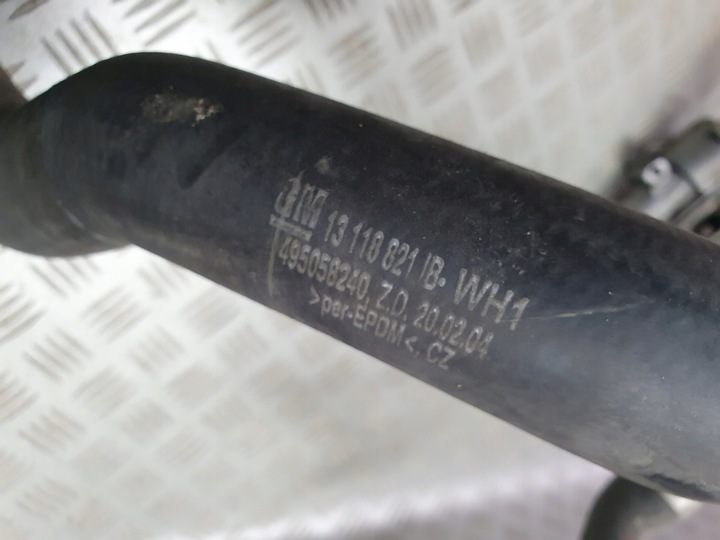 GM 13 118 821 IB. WH1
495058240, Z.D, 20.02.04
>per-EPDM<, CZ